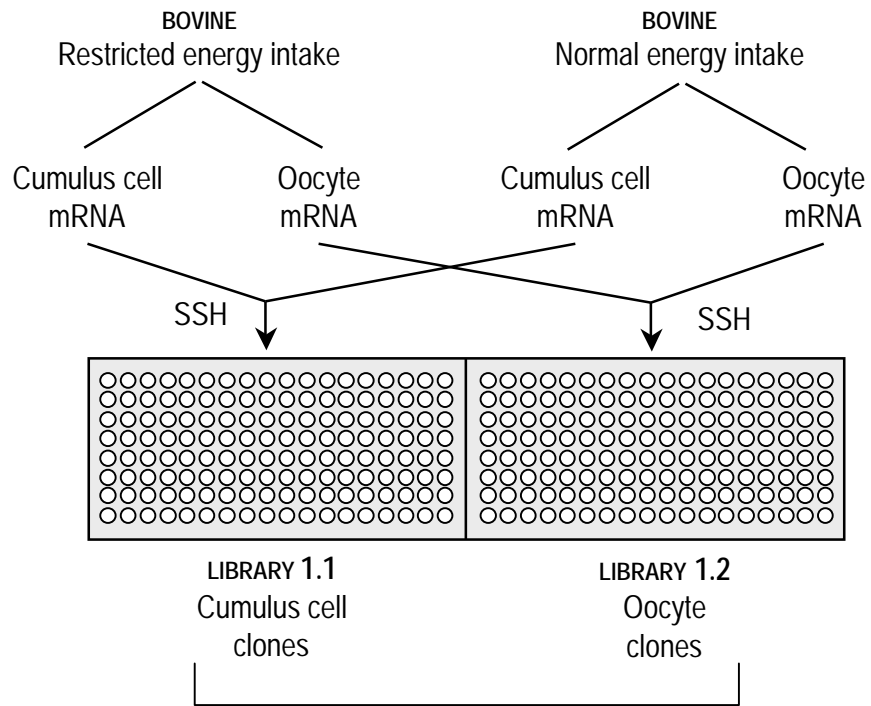 BOVINE
Restricted energy intake
BOVINE
Normal energy intake
Cumulus cell
mRNA
Oocyte
mRNA
Cumulus cell
mRNA
Oocyte
mRNA
SSH
SSH
LIBRARY 1.1
Cumulus cell
clones
LIBRARY 1.2
Oocyte
clones